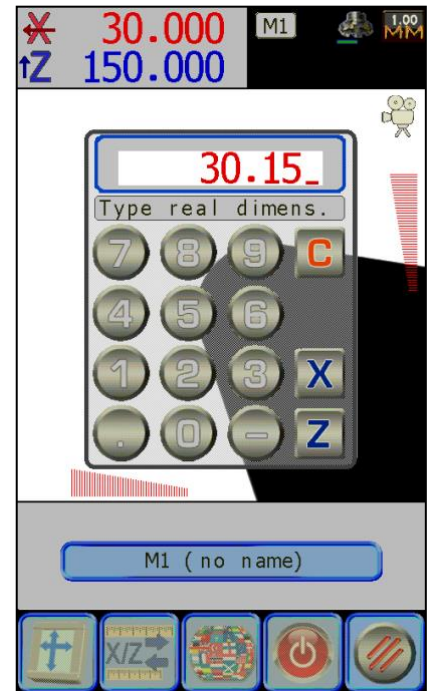 X 30.000 M1 1.00 MM
Z 150.000
30.15_
Type real dimens.
7 8 9 C
4 5 6
1 2 3 X
. 0 - Z
M1 ( no name)
X/Z